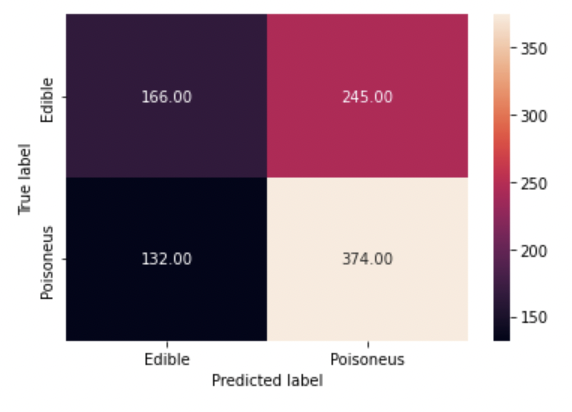 Edible
Poisoneus
True label
166.00
245.00
132.00
374.00
Edible
Poisoneus
Predicted label
350
300
250
200
150